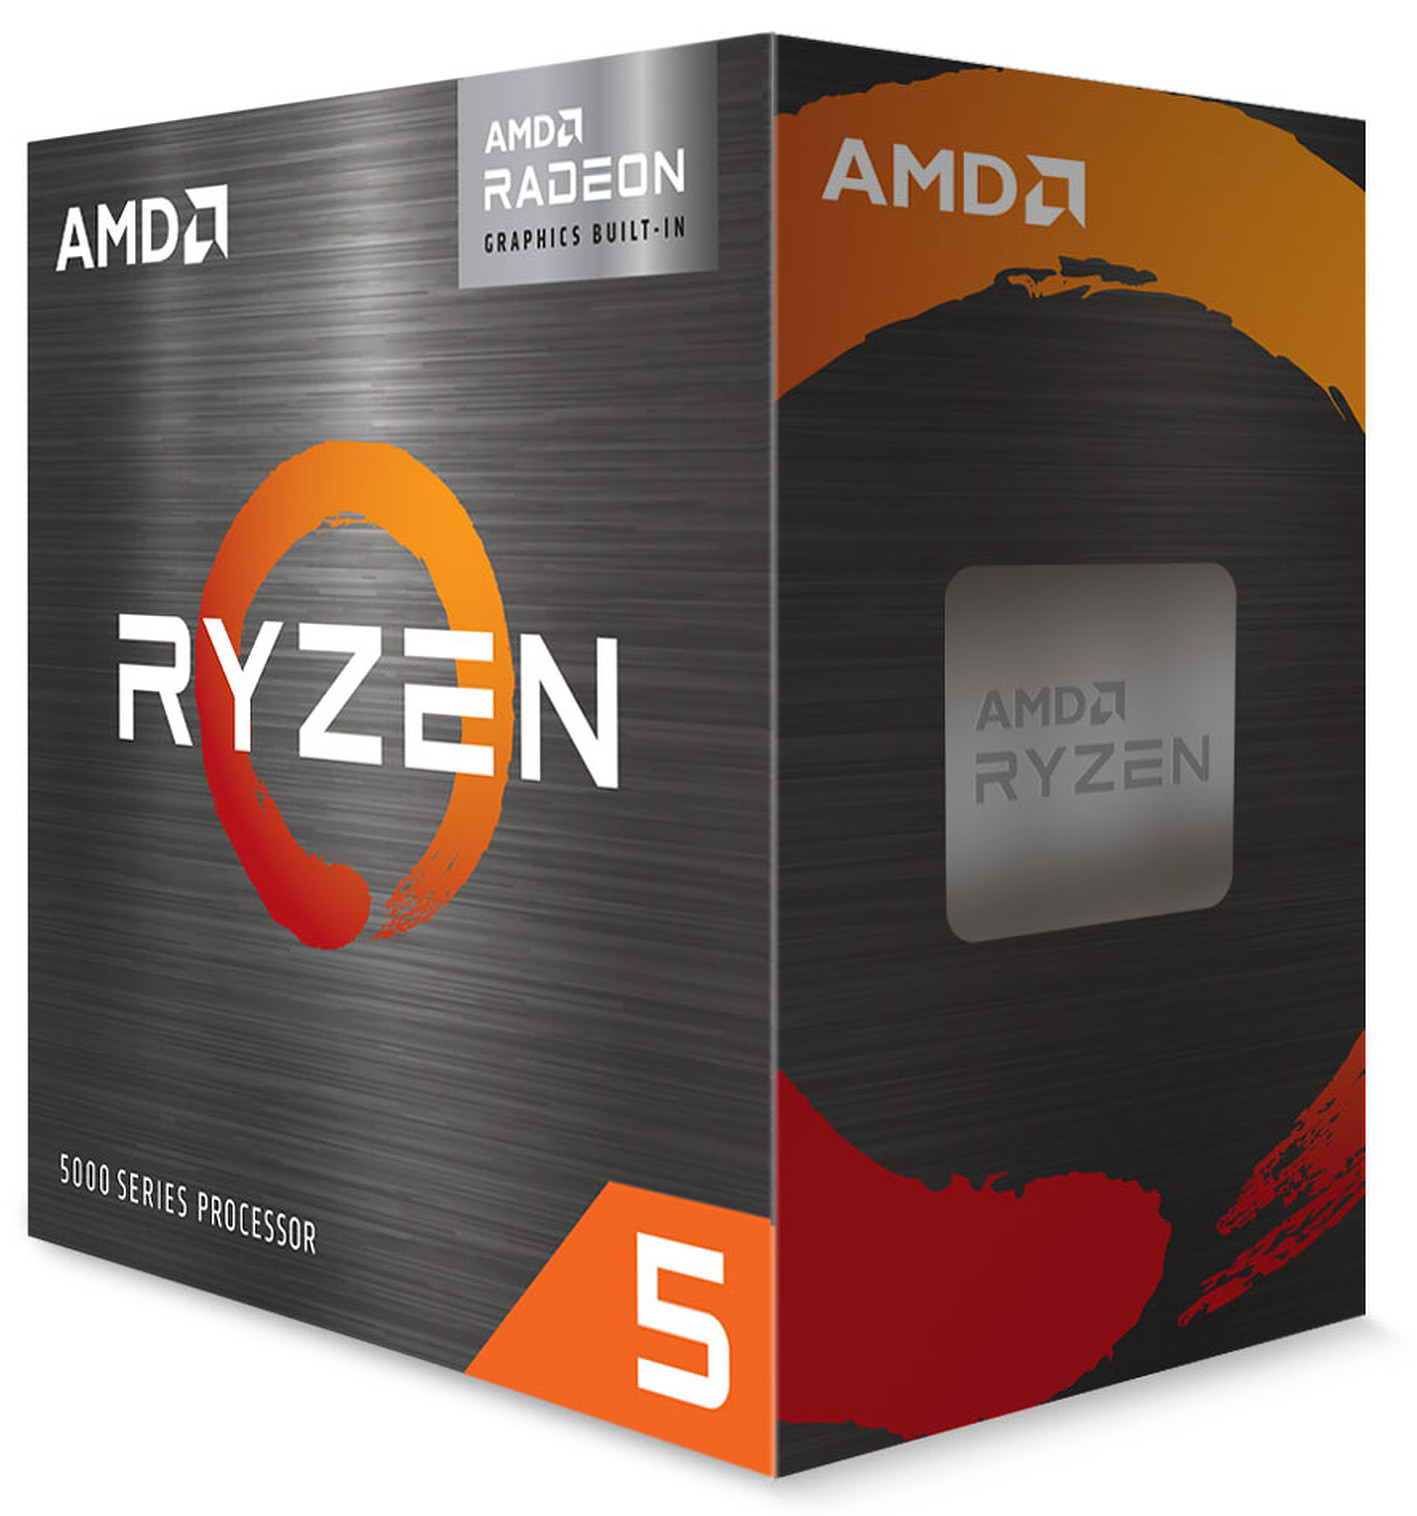 AMD
AMD
RADEON
GRAPHICS BUILT-IN
RYZEN
5000 SERIES PROCESSOR
5
AMD
AMD
RYZEN